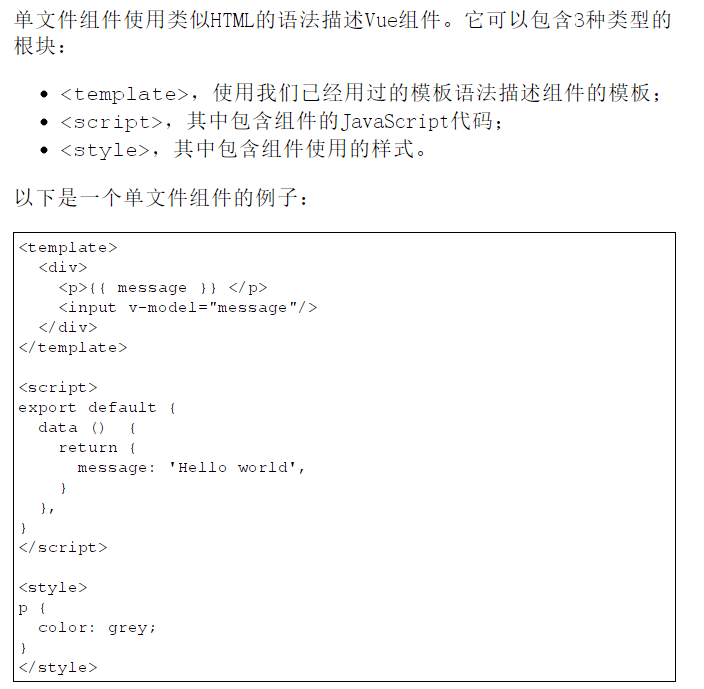 单文件组件使用类似HTML的语法描述Vue组件。它可以包含3种类型的
根块：
• <template>，使用我们已经用过的模板语法描述组件的模板；
• <script>，其中包含组件的JavaScript代码；
• <style>，其中包含组件使用的样式。
以下是一个单文件组件的例子：
<template>
  <div>
    <p>{{ message }} </p>
    <input v-model="message"/>
  </div>
</template>

<script>
export default {
  data ()  {
    return {
      message: 'Hello world',
    }
  },
}
</script>

<style>
p {
  color: grey;
}
</style>